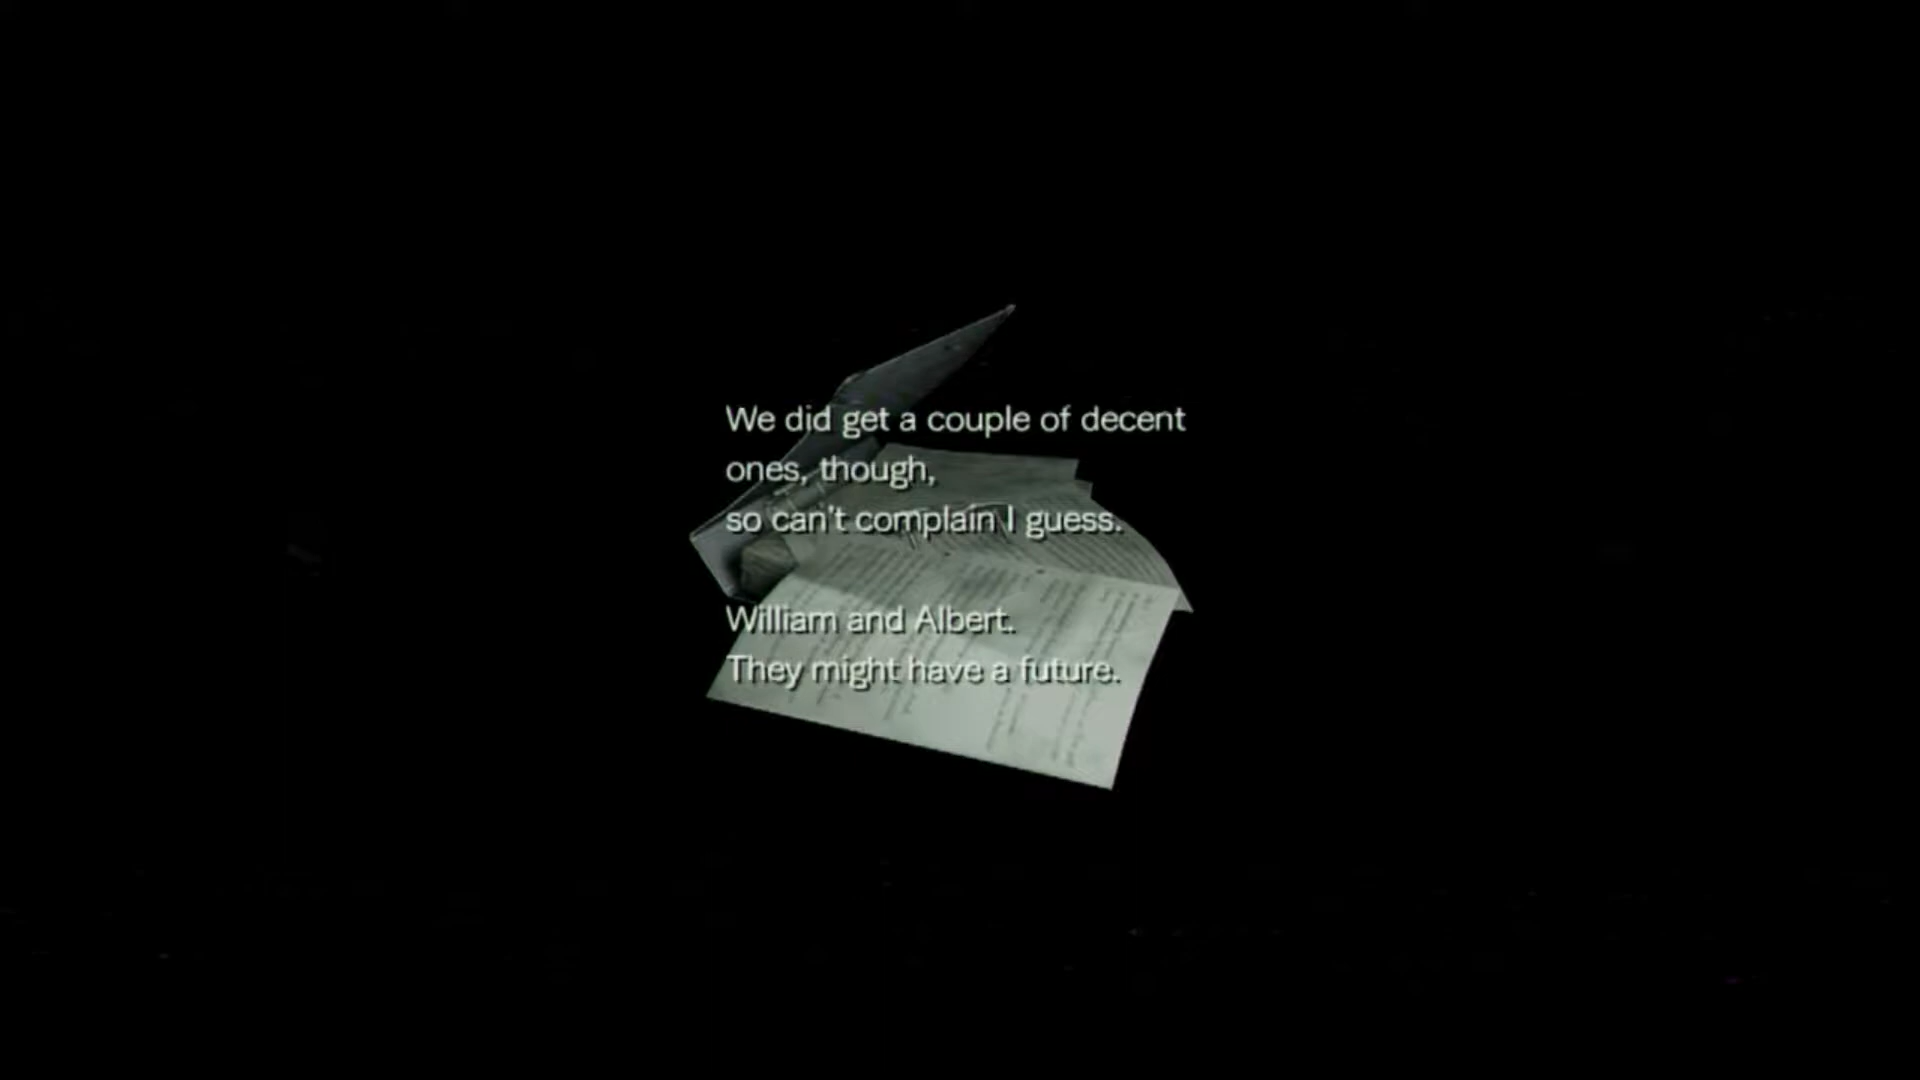 We did get a couple of decent
ones, though,
so can't complain I guess.
William and Albert.
They might have a future.